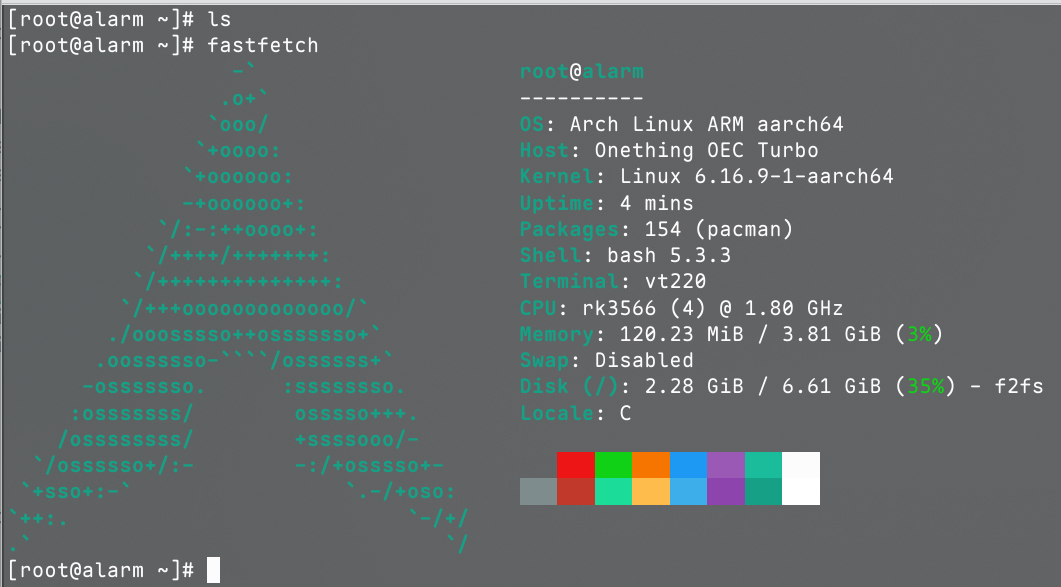 [root@alarm ~]# ls
[root@alarm ~]# fastfetch
                  -`                     root@alarm
                 .o+`                    ----------
                `ooo/                    OS: Arch Linux ARM aarch64
               `+oooo:                   Host: Onething OEC Turbo
              `+oooooo:                  Kernel: Linux 6.16.9-1-aarch64
              -+oooooo+:                 Uptime: 4 mins
            `/:-:++oooo+:                Packages: 154 (pacman)
           `/++++/+++++++:               Shell: bash 5.3.3
          `/++++++++++++++:              Terminal: vt220
         `/+++ooooooooooooo/`            CPU: rk3566 (4) @ 1.80 GHz
        ./ooosssso++osssssso+`           Memory: 120.23 MiB / 3.81 GiB (3%)
       .oossssso-````/ossssss+`          Swap: Disabled
      -osssssso.      :ssssssso.         Disk (/): 2.28 GiB / 6.61 GiB (35%) - f2fs
     :osssssss/        osssso+++.        Locale: C
    /ossssssss/        +ssssooo/-
  `/ossssso+/:-        -:/+osssso+-
 `+sso+:-`                 `.-/+oso:
`++:.                           `-/+/
.`                                 `/
[root@alarm ~]#